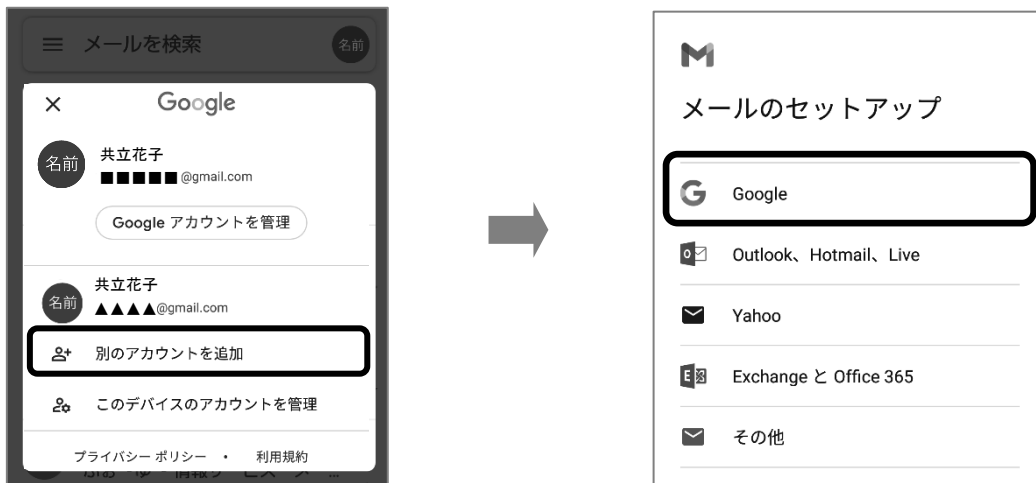 メールを検索
名前
Google
名前
共立花子
■■■■■@gmail.com
Google アカウントを管理
共立花子
名前
▲▲▲▲@gmail.com
別のアカウントを追加
このデバイスのアカウントを管理
プライバシー ポリシー ・ 利用規約
メールのセットアップ
Google
Outlook、Hotmail、Live
Yahoo
Exchange と Office 365
その他